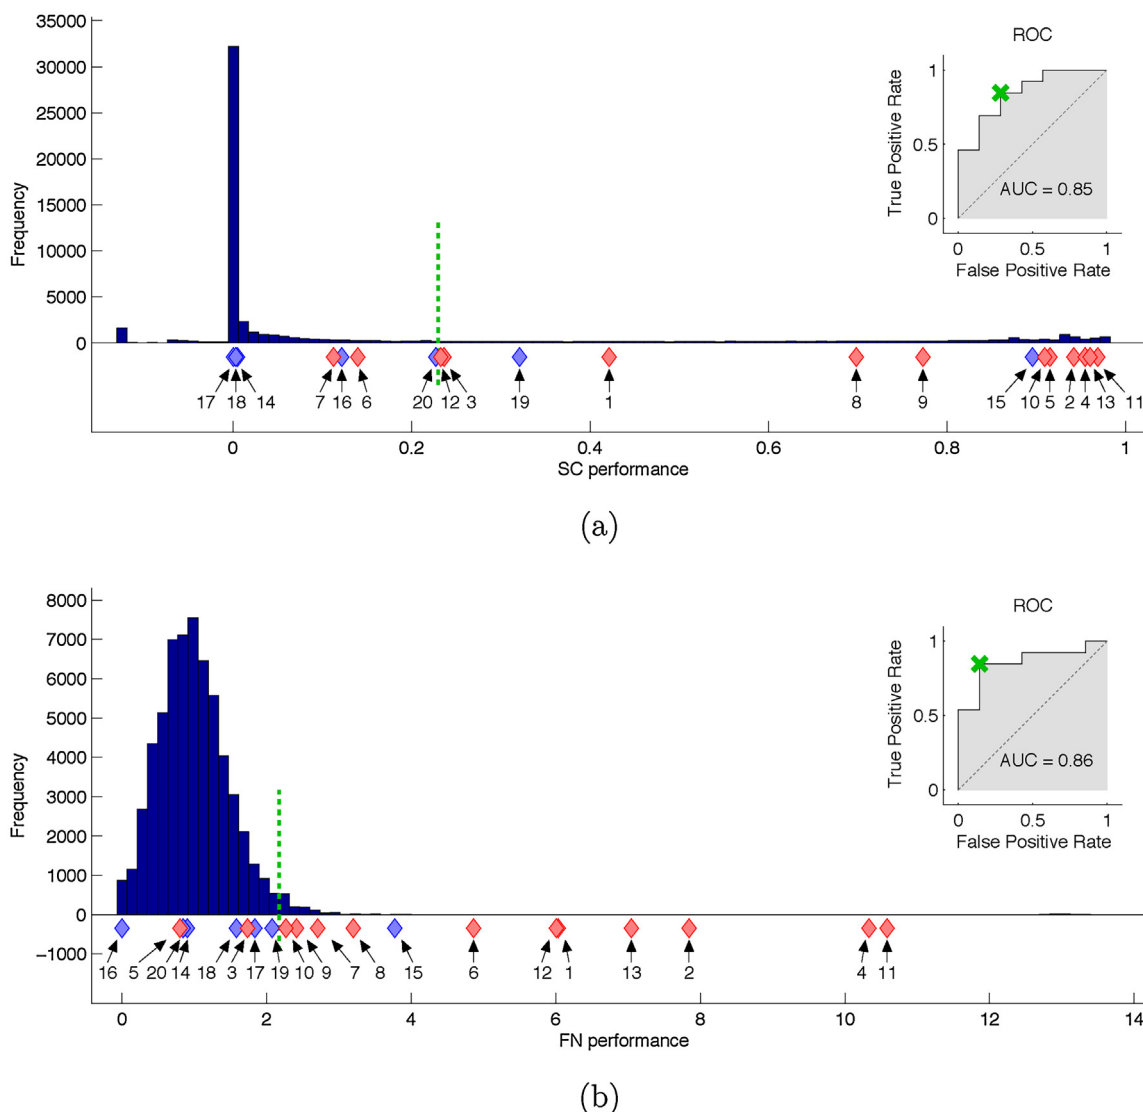 35000
30000
25000
20000
15000
10000
5000
0
Frequency
17 18 14 7 16 6 20 12 3 19 1 8 9 15 10 5 2 4 13 11
0 0.2 0.4 0.6 0.8 1
SC performance
ROC
1
0.5
0
True Positive Rate
AUC = 0.85
0 0.5 1
False Positive Rate
(a)
8000
7000
6000
5000
4000
3000
2000
1000
0
−1000
Frequency
16 5 20 14 18 3 17 19 10 9 7 8 15 6 12 1 13 2 4 11
0 2 4 6 8 10 12 14
FN performance
ROC
1
0.5
0
True Positive Rate
AUC = 0.86
0 0.5 1
False Positive Rate
(b)